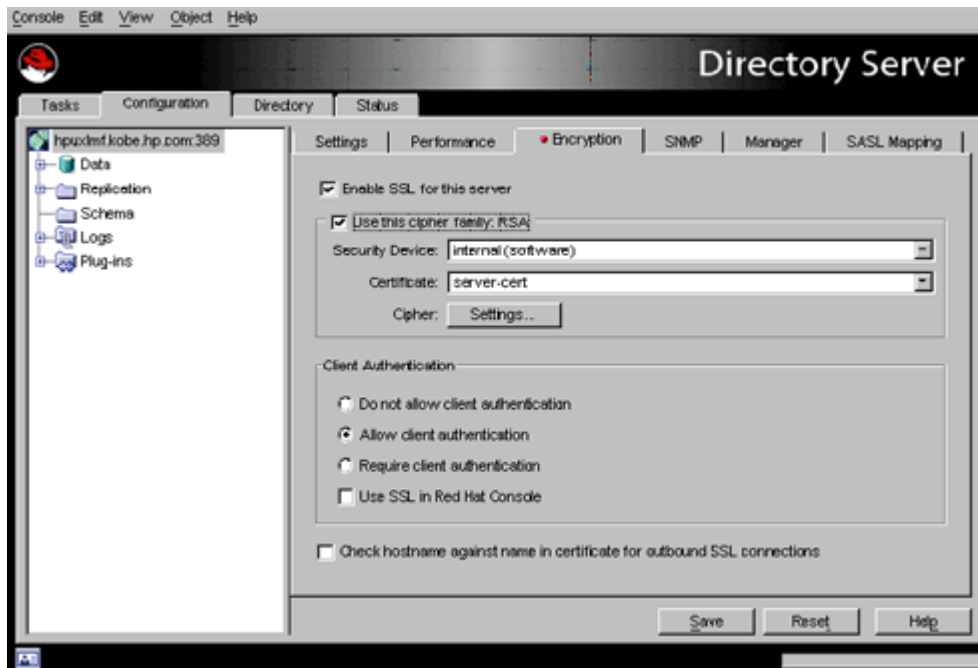 Console Edit View Object Help
Directory Server
Tasks Configuration Directory Status
hpuxlmf.kobe.hp.com:389
Data
Replication
Schema
Logs
Plug-ins
Settings Performance Encryption SNMP Manager SASL Mapping
Enable SSL for this server
Use this cipher family: RSA
Security Device: internal (software)
Certificate: server-cert
Cipher: Settings...
Client Authentication
Do not allow client authentication
Allow client authentication
Require client authentication
Use SSL in Red Hat Console
Check hostname against name in certificate for outbound SSL connections
Save Reset Help